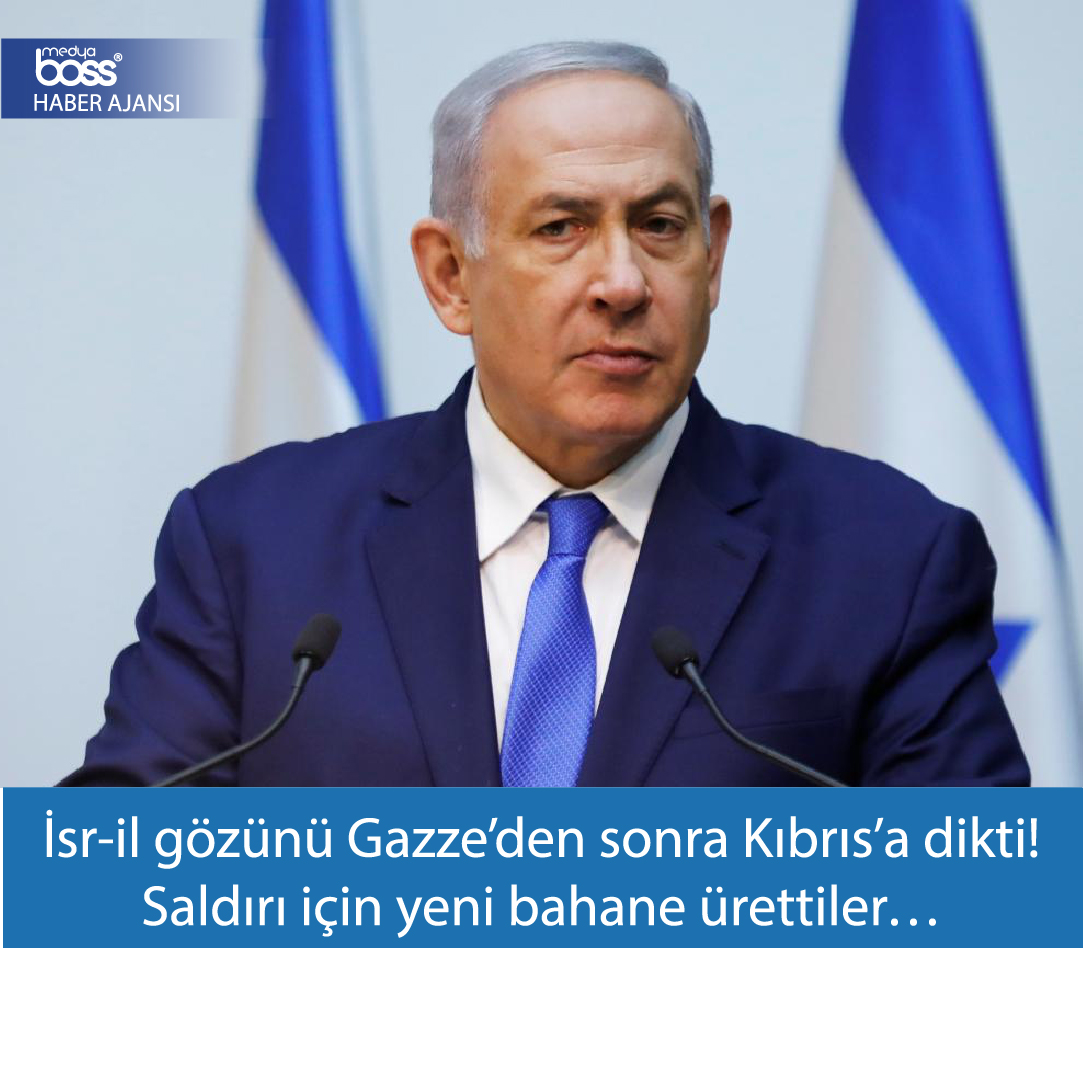 medya
boss®
HABER AJANSI
İsr-il gözünü Gazze’den sonra Kıbrıs’a dikti!
Saldırı için yeni bahane ürettiler…